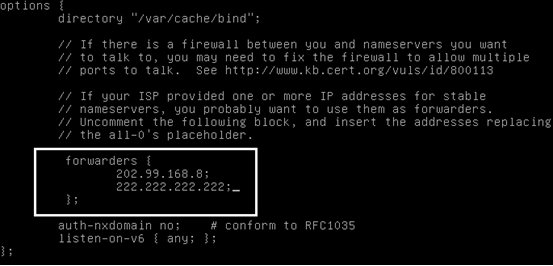 options {
directory "/var/cache/bind";
// If there is a firewall between you and nameservers you want
// to talk to, you may need to fix the firewall to allow multiple
// ports to talk.  See http://www.kb.cert.org/vuls/id/800113
// If your ISP provided one or more IP addresses for stable
// nameservers, you probably want to use them as forwarders.
// Uncomment the following block, and insert the addresses replacing
// the all-0's placeholder.
forwarders {
202.99.168.8;
222.222.222.222;_
};
auth-nxdomain no;    # conform to RFC1035
listen-on-v6 { any; };
};